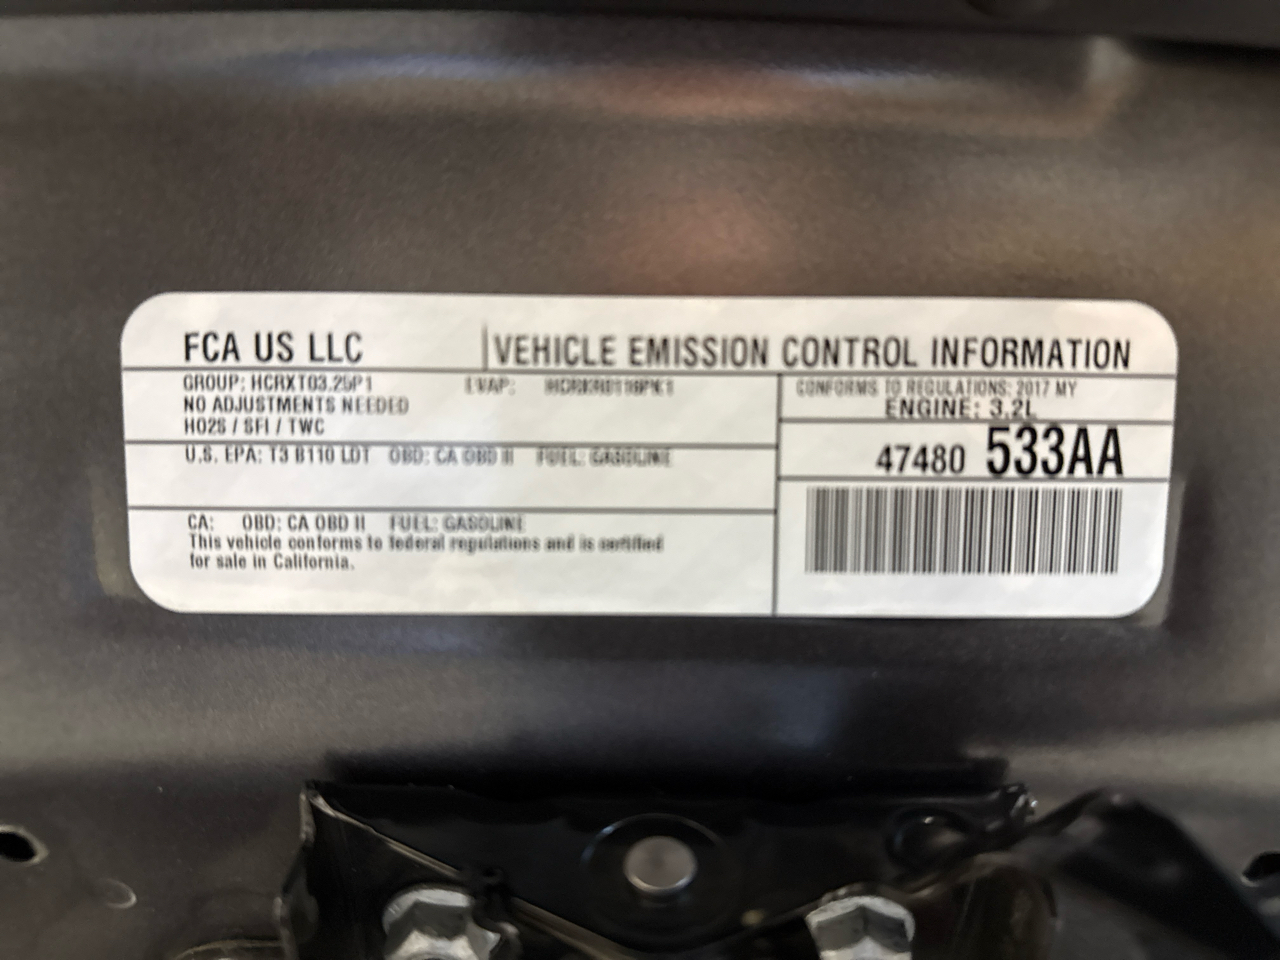 FCA US LLC
VEHICLE EMISSION CONTROL INFORMATION
GROUP: HCRXT03.25P1 EVAP:
NO ADJUSTMENTS NEEDED
HO2S / SFI / TWC
CONFORMS TO REGULATIONS: 2017 MY
ENGINE: 3.2L
U.S. EPA: T3 B110 LDT OBD: CA OBD II FUEL: GASOLINE
47480 533AA
CA: OBD: CA OBD II FUEL: GASOLINE
This vehicle conforms to federal regulations and is certified
for sale in California.